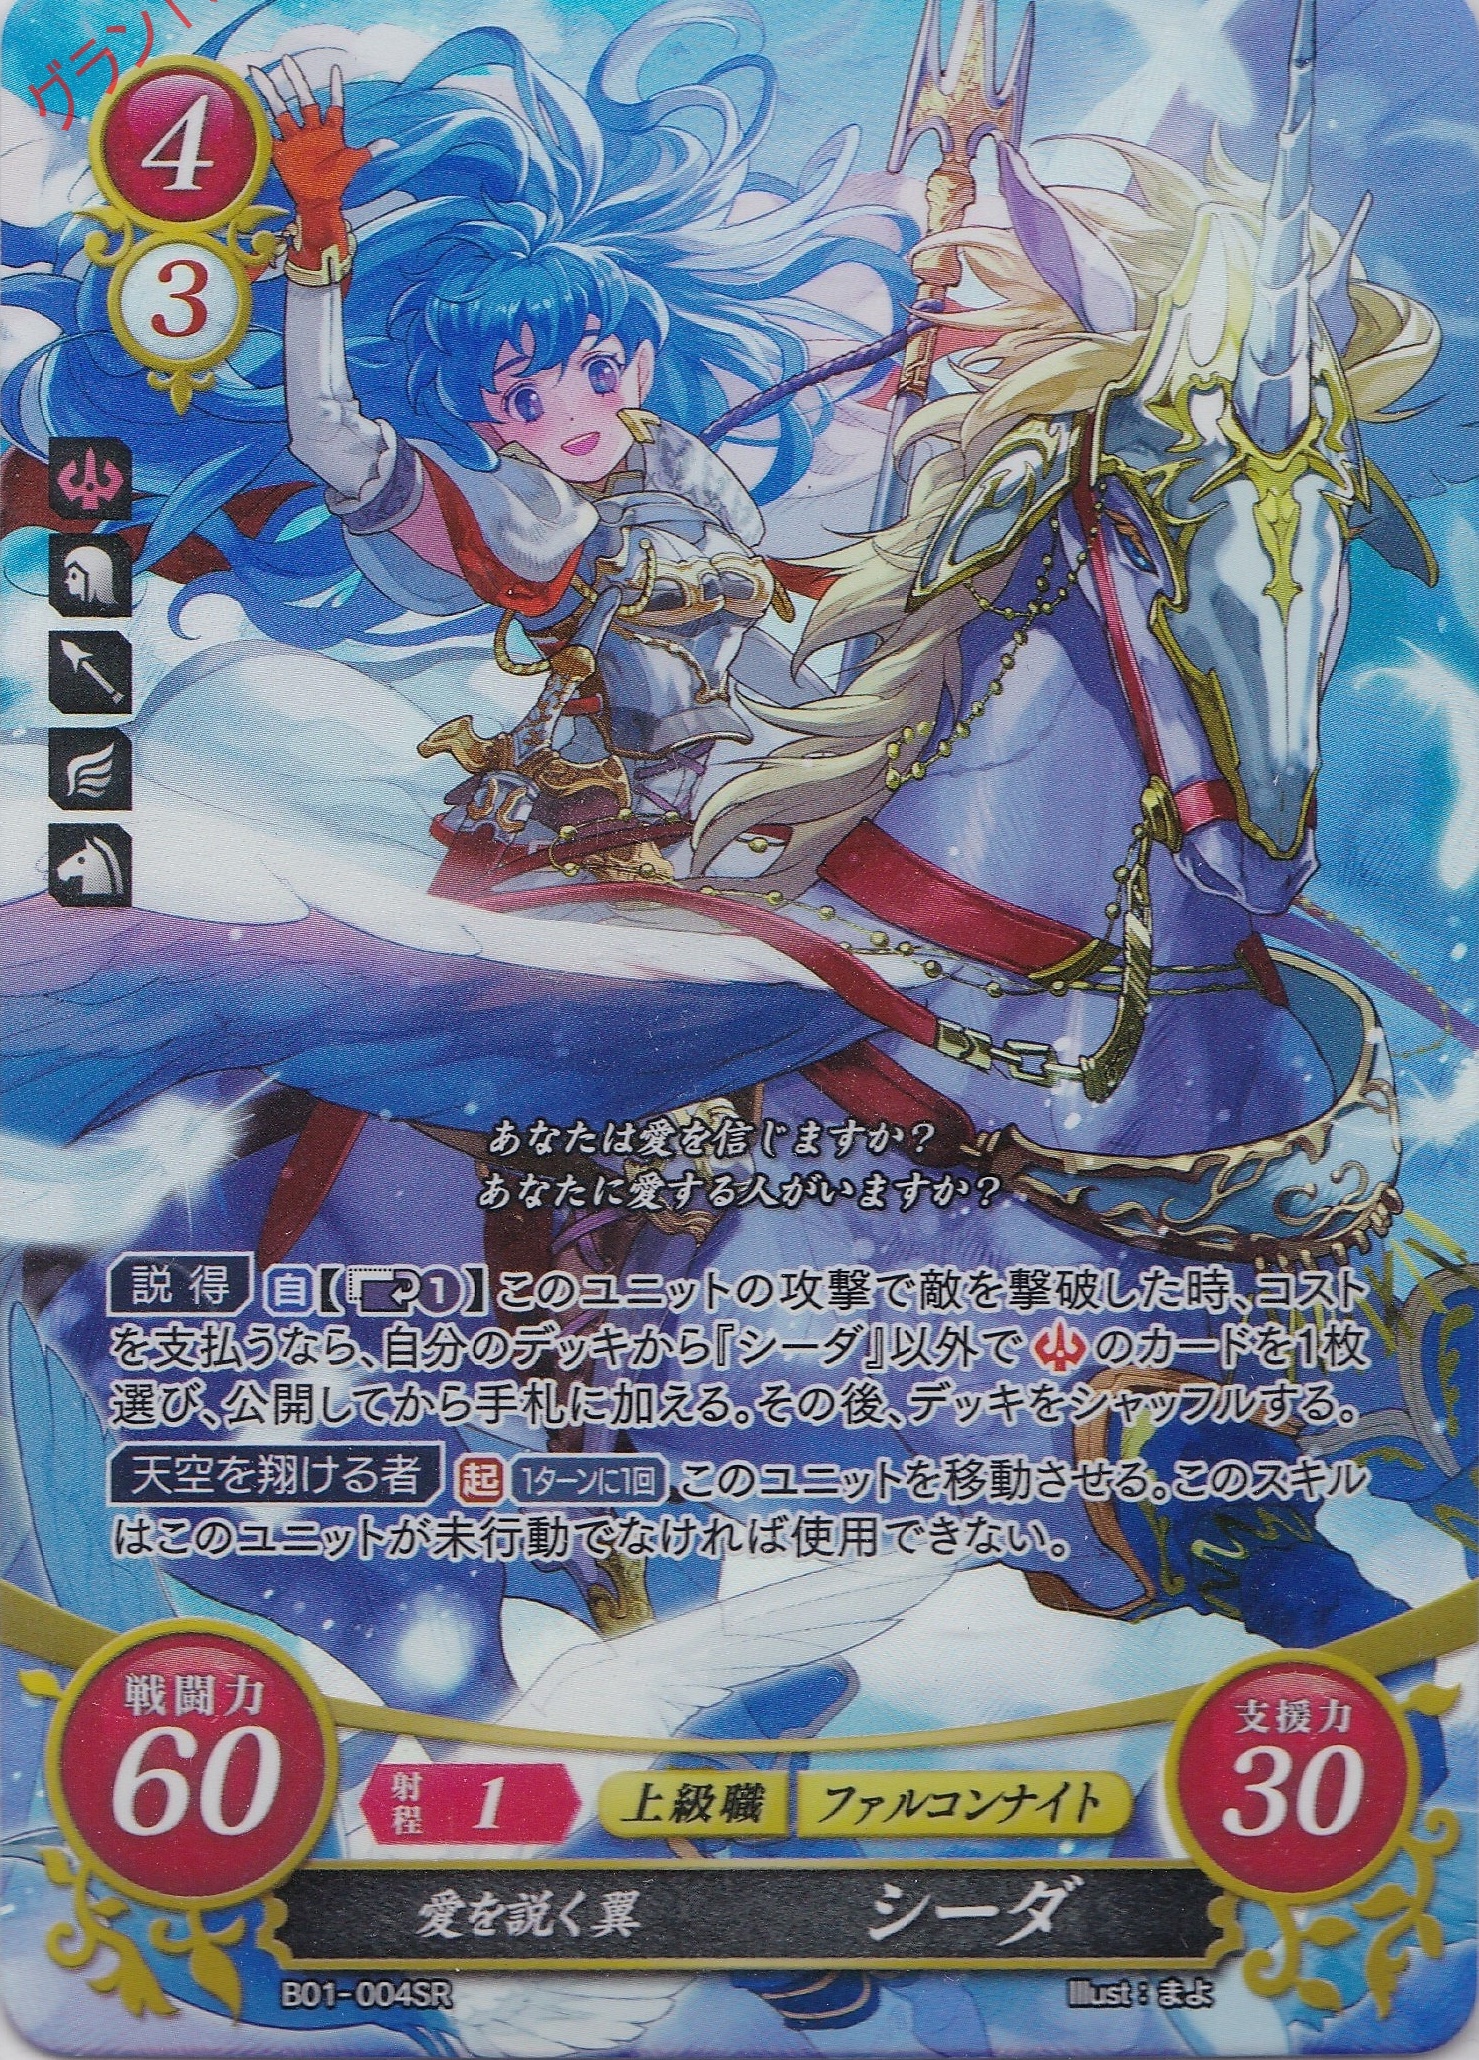 グラン
4
3
あなたは愛を信じますか？
あなたに愛する人がいますか？
説得 自【1】このユニットの攻撃で敵を撃破した時、コスト
を支払うなら、自分のデッキから『シーダ』以外での カードを1枚
選び、公開してから手札に加える。その後、デッキをシャッフルする。
天空を翔ける者 起 1ターンに1回 このユニットを移動させる。このスキル
はこのユニットが未行動でなければ使用できない。
戦闘力
60
射程 1 上級職 ファルコンナイト
支援力
30
愛を説く翼 シーダ
B01-004SR
Illust：まよ